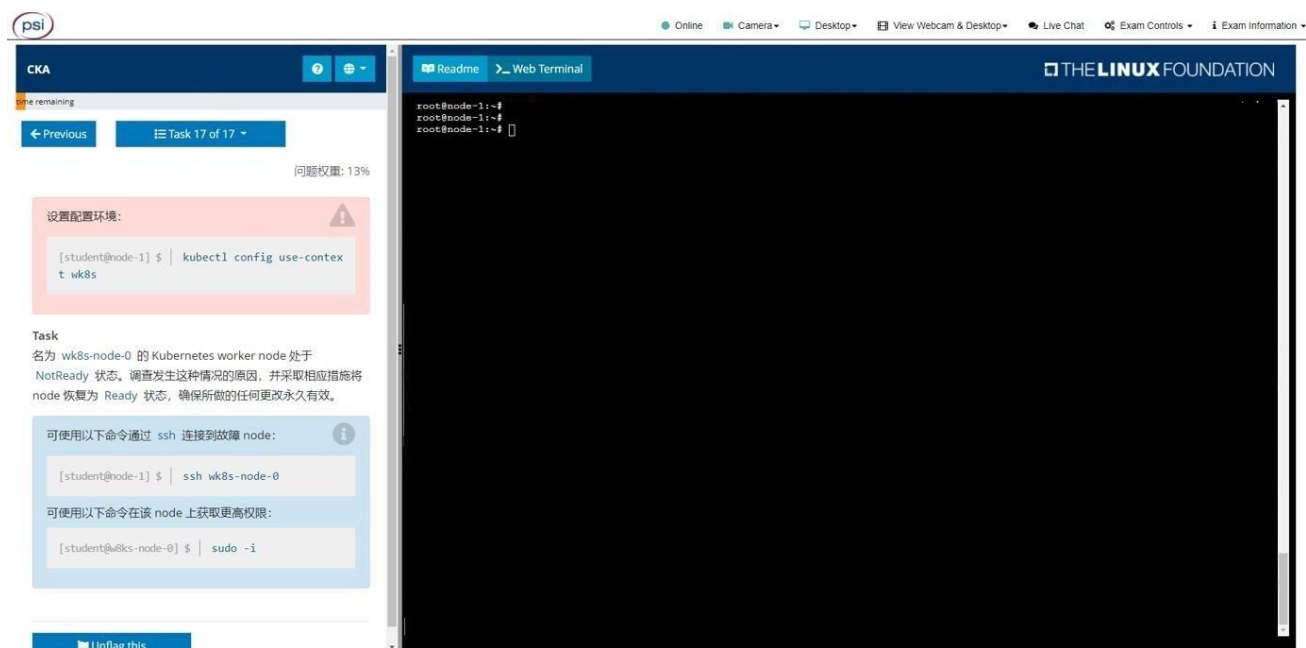 psi
Online Camera Desktop View Webcam & Desktop Live Chat Exam Controls i Exam Information
CKA
time remaining
Previous
Task 17 of 17
问题权重: 13%
设置配置环境:
[student@node-1] $ | kubectl config use-contex
t wk8s
Task
名为 wk8s-node-0 的 Kubernetes worker node 处于
NotReady 状态。调查发生这种情况的原因，并采取相应措施将
node 恢复为 Ready 状态，确保所做的任何更改永久有效。
可使用以下命令通过 ssh 连接到故障 node:
[student@node-1] $ | ssh wk8s-node-0
可使用以下命令在该 node 上获取更高权限:
[student@w8ks-node-0] $ | sudo -i
Unflag this
Readme >_ Web Terminal
THE LINUX FOUNDATION
root@node-1:~#
root@node-1:~#
root@node-1:~#